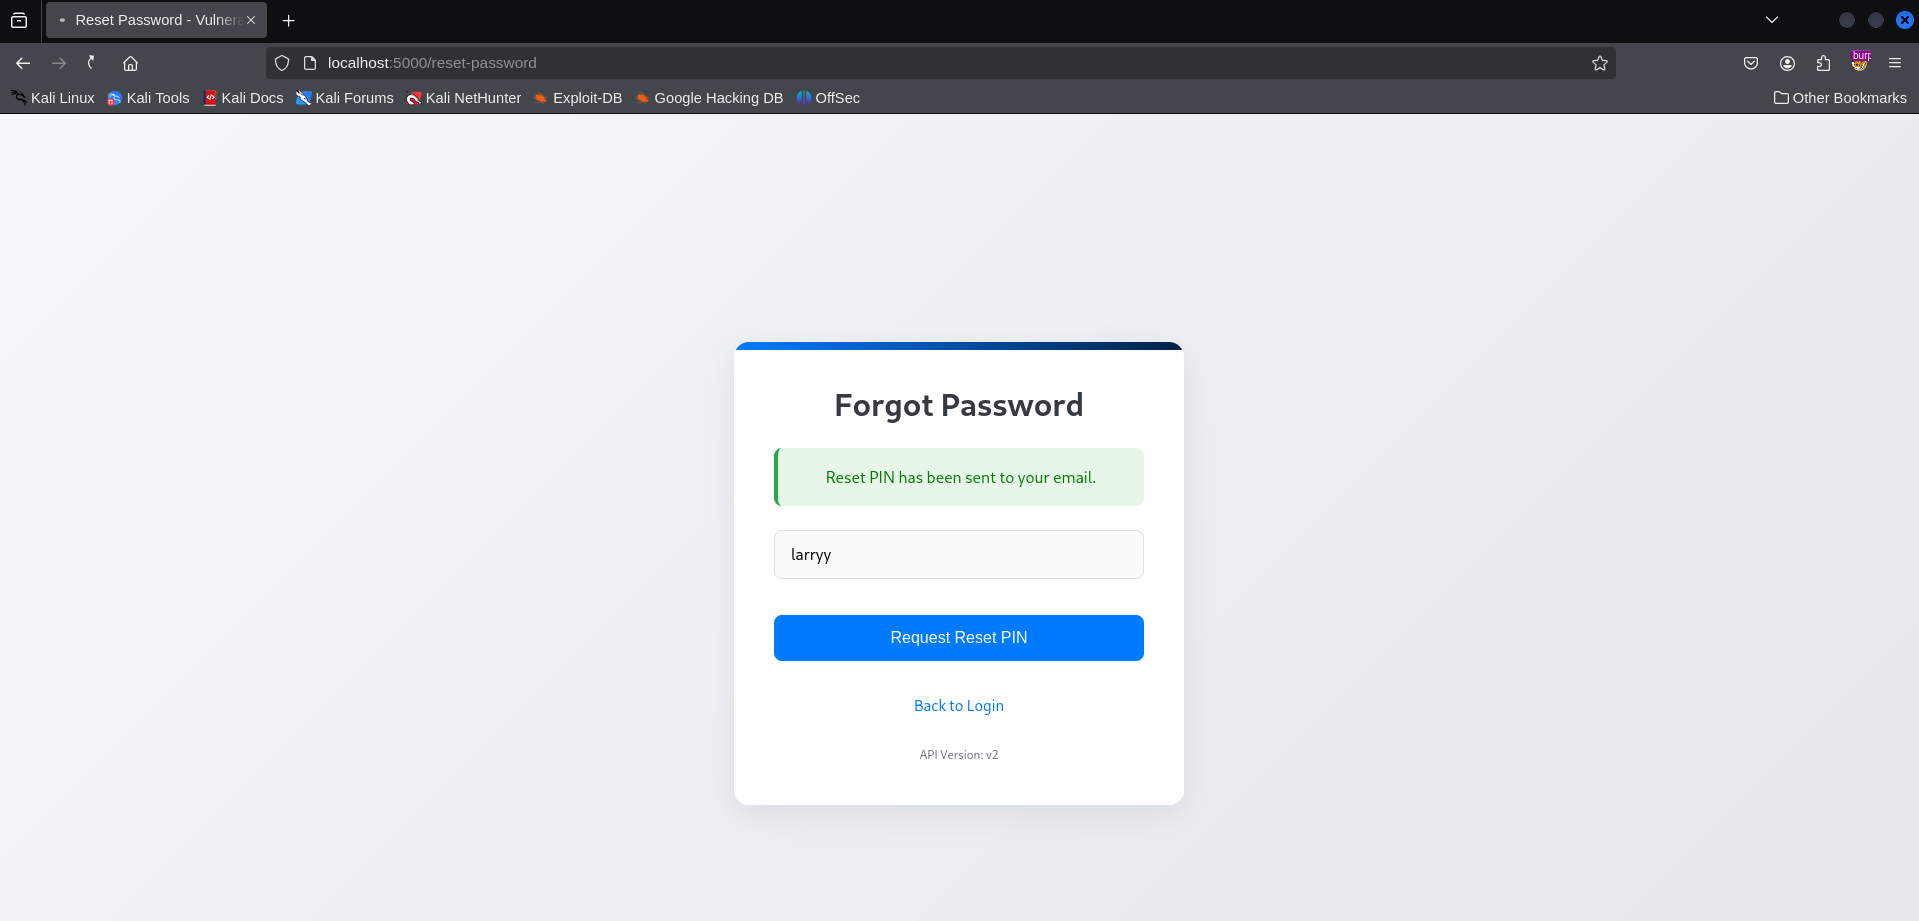 Reset Password - Vulnera
localhost:5000/reset-password
burp
Kali Linux Kali Tools Kali Docs Kali Forums Kali NetHunter Exploit-DB Google Hacking DB OffSec Other Bookmarks
Forgot Password
Reset PIN has been sent to your email.
larryy
Request Reset PIN
Back to Login
API Version: v2